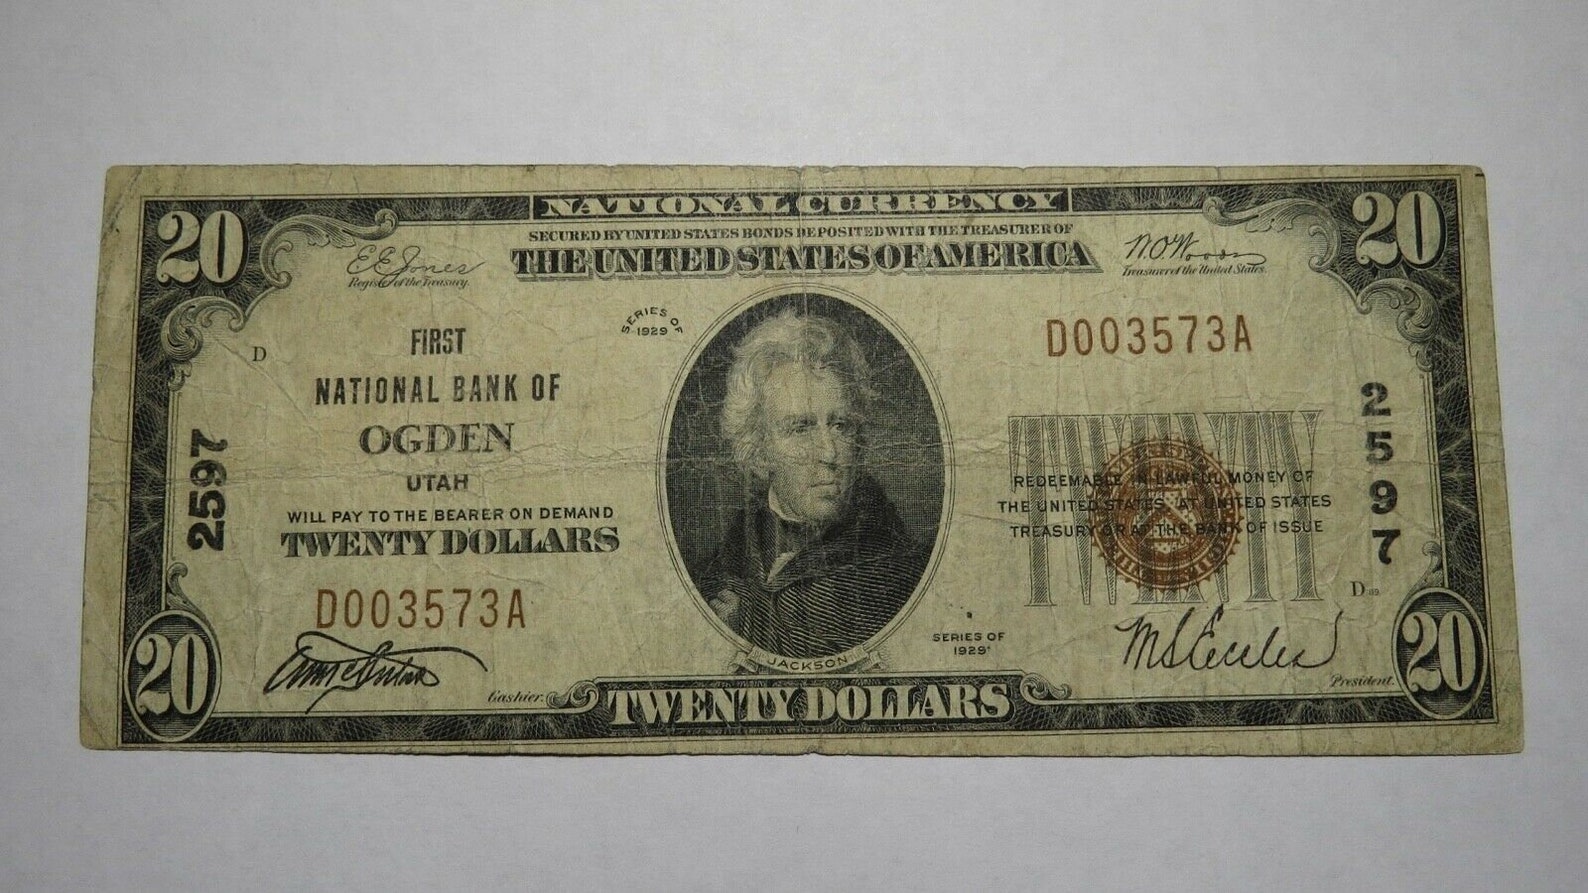 NATIONAL CURRENCY
SECURED BY UNITED STATES BONDS DEPOSITED WITH THE TREASURER OF
THE UNITED STATES OF AMERICA
20
20
E E Jones
Register of the Treasury.
W.O. Woods
Treasurer of the United States.
SERIES OF
1929
D
FIRST
NATIONAL BANK OF
OGDEN
UTAH
WILL PAY TO THE BEARER ON DEMAND
TWENTY DOLLARS
D003573A
2597
D003573A
2597
TWENTY
REDEEMABLE IN LAWFUL MONEY OF
THE UNITED STATES AT UNITED STATES
TREASURY OR AT THE BANK OF ISSUE
D
89
SERIES OF
1929
JACKSON
Cashier.
M S Eccles
President.
20
TWENTY DOLLARS
20